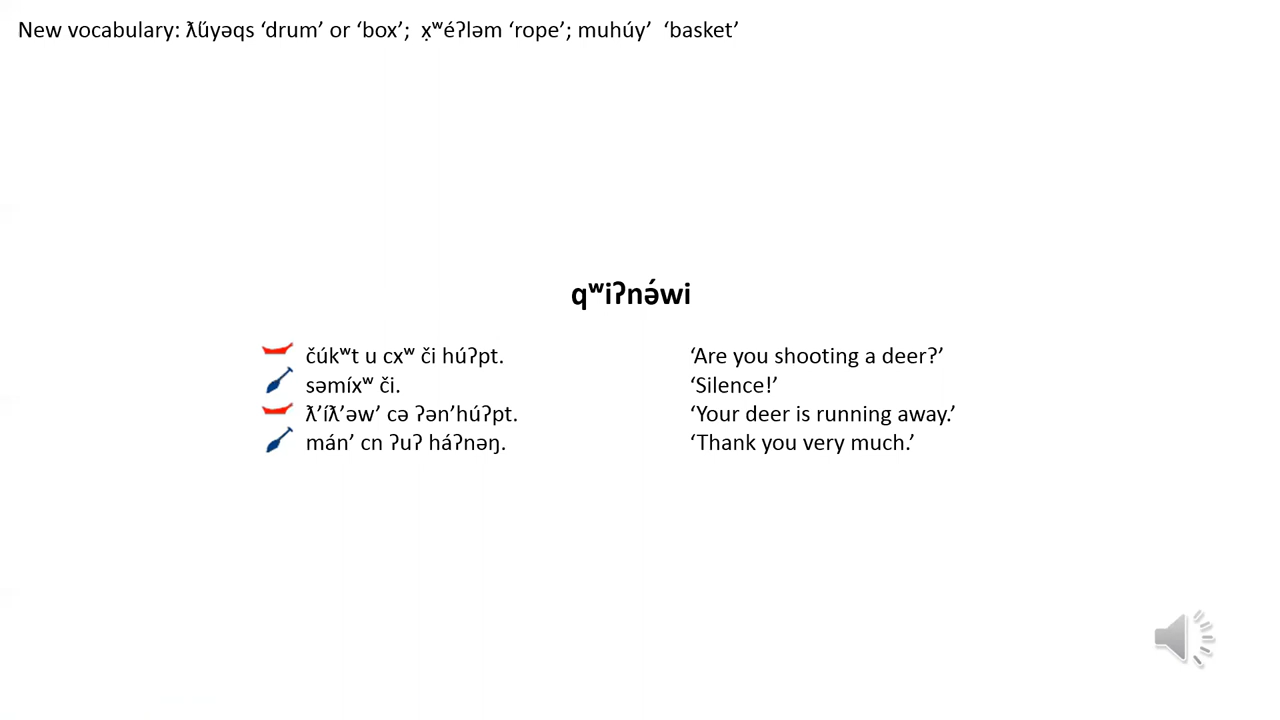 New vocabulary: ƛ̕úyəqs ‘drum’ or ‘box’; x̣ʷéʔləm ‘rope’; muhúy’ ‘basket’
qʷiʔnə́wi
čúkʷt u cxʷ či húʔpt. ‘Are you shooting a deer?’
səmíxʷ či. ‘Silence!’
ƛ’íƛ’əw’ cə ʔən’húʔpt. ‘Your deer is running away.’
mán’ cn ʔuʔ háʔnəŋ. ‘Thank you very much.’